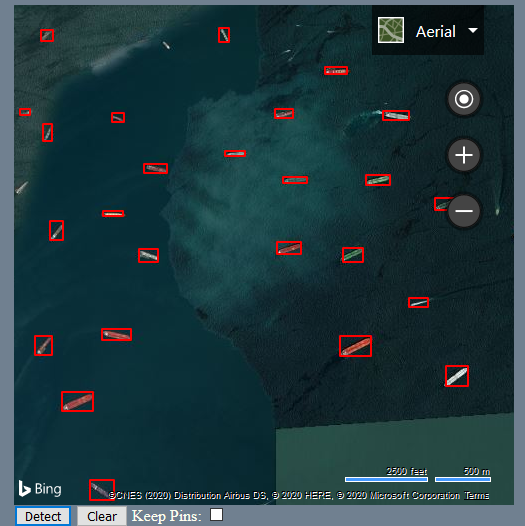 Aerial
2500 feet
500 m
Bing
©CNES (2020) Distribution Airbus DS, © 2020 HERE, © 2020 Microsoft Corporation Terms
Detect
Clear
Keep Pins: